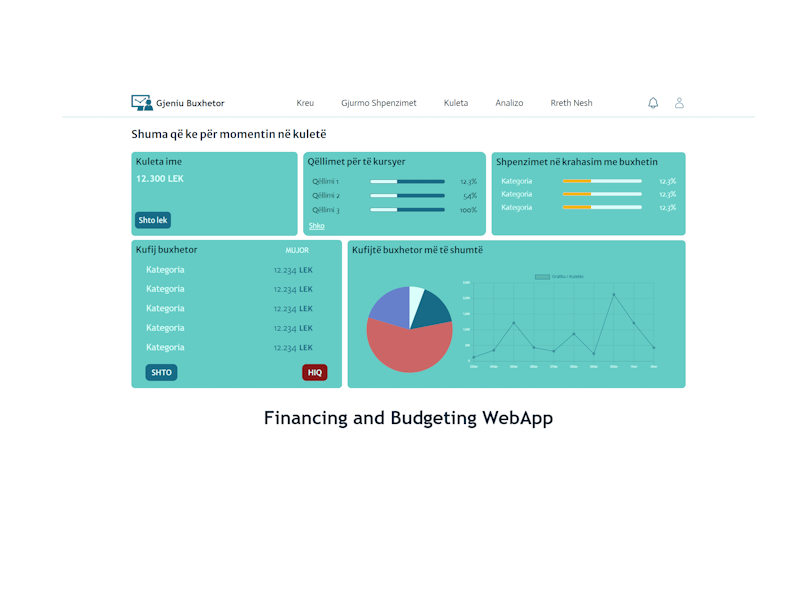 Gjeniu Buxhetor
Kreu
Gjurmo Shpenzimet
Kuleta
Analizo
Rreth Nesh
Shuma që ke për momentin në kuletë
Kuleta ime
12.300 LEK
Shto lek
Qëllimet për të kursyer
Qëllimi 1 12.3%
Qëllimi 2 54%
Qëllimi 3 100%
Shko
Shpenzimet në krahasim me buxhetin
Kategoria 12.3%
Kategoria 12.3%
Kategoria 12.3%
Kufij buxhetor MUJOR
Kategoria 12.234 LEK
Kategoria 12.234 LEK
Kategoria 12.234 LEK
Kategoria 12.234 LEK
Kategoria 12.234 LEK
SHTO HIQ
Kufijtë buxhetor më të shumtë
Financing and Budgeting WebApp